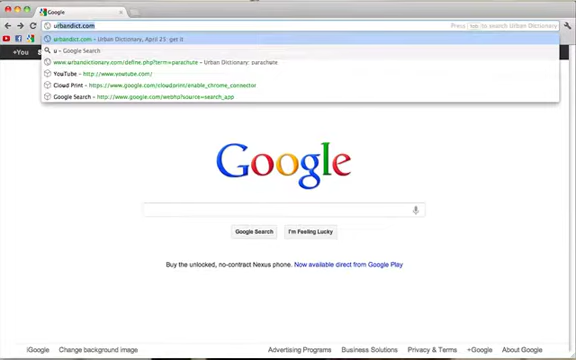 Google
urbandict.com
Press tab to search Urban Dictionary
urbandict.com - Urban Dictionary, April 25: get it
u - Google Search
www.urbandictionary.com/define.php?term=parachute - Urban Dictionary: parachute
YouTube - http://www.youtube.com/
Cloud Print - https://www.google.com/cloudprint/enable_chrome_connector
Google Search - http://www.google.com/webhp?source=search_app
+You
Google
Google Search
I'm Feeling Lucky
Buy the unlocked, no-contract Nexus phone. Now available direct from Google Play
iGoogle
Change background image
Advertising Programs
Business Solutions
Privacy & Terms
+Google
About Google